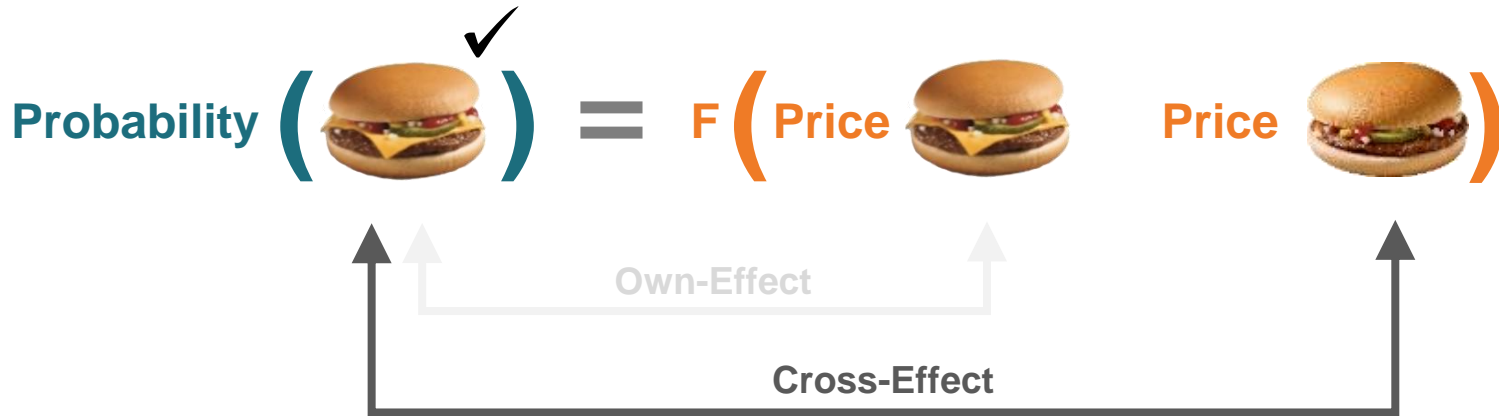 Probability ( ) = F ( Price Price )
Own-Effect
Cross-Effect